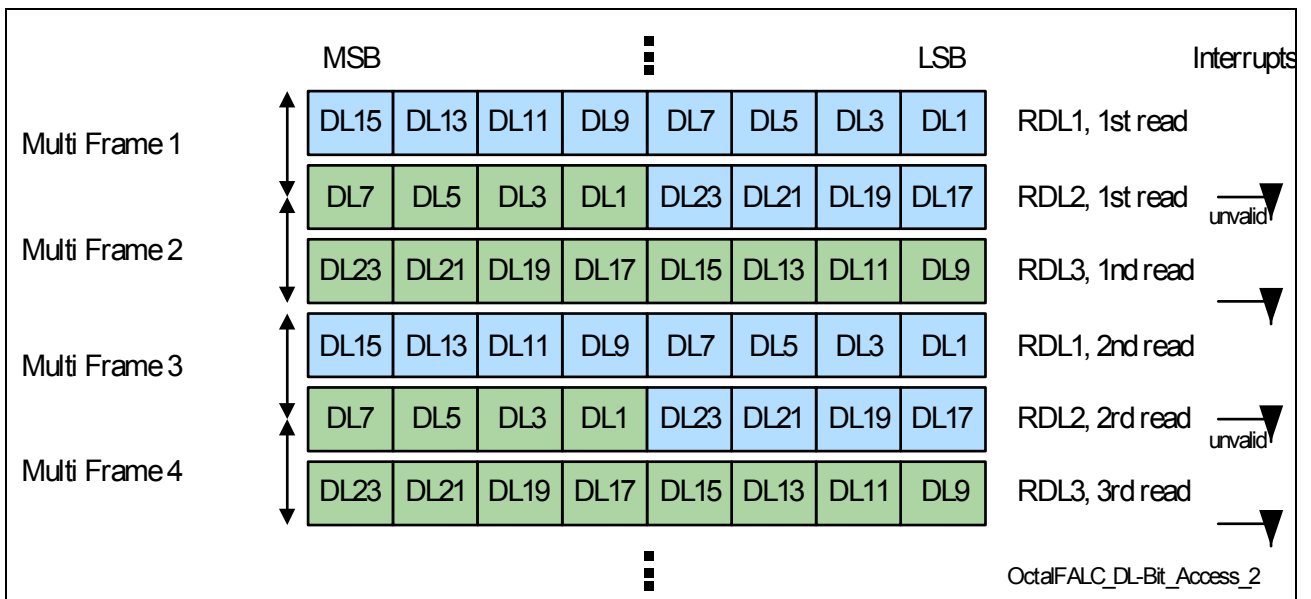 MSB LSB Interrupts
Multi Frame 1
DL15 DL13 DL11 DL9 DL7 DL5 DL3 DL1 RDL1, 1st read
DL7 DL5 DL3 DL1 DL23 DL21 DL19 DL17 RDL2, 1st read
unvalid
Multi Frame 2
DL23 DL21 DL19 DL17 DL15 DL13 DL11 DL9 RDL3, 1nd read
Multi Frame 3
DL15 DL13 DL11 DL9 DL7 DL5 DL3 DL1 RDL1, 2nd read
DL7 DL5 DL3 DL1 DL23 DL21 DL19 DL17 RDL2, 2rd read
unvalid
Multi Frame 4
DL23 DL21 DL19 DL17 DL15 DL13 DL11 DL9 RDL3, 3rd read
OctalFALC_DL-Bit_Access_2